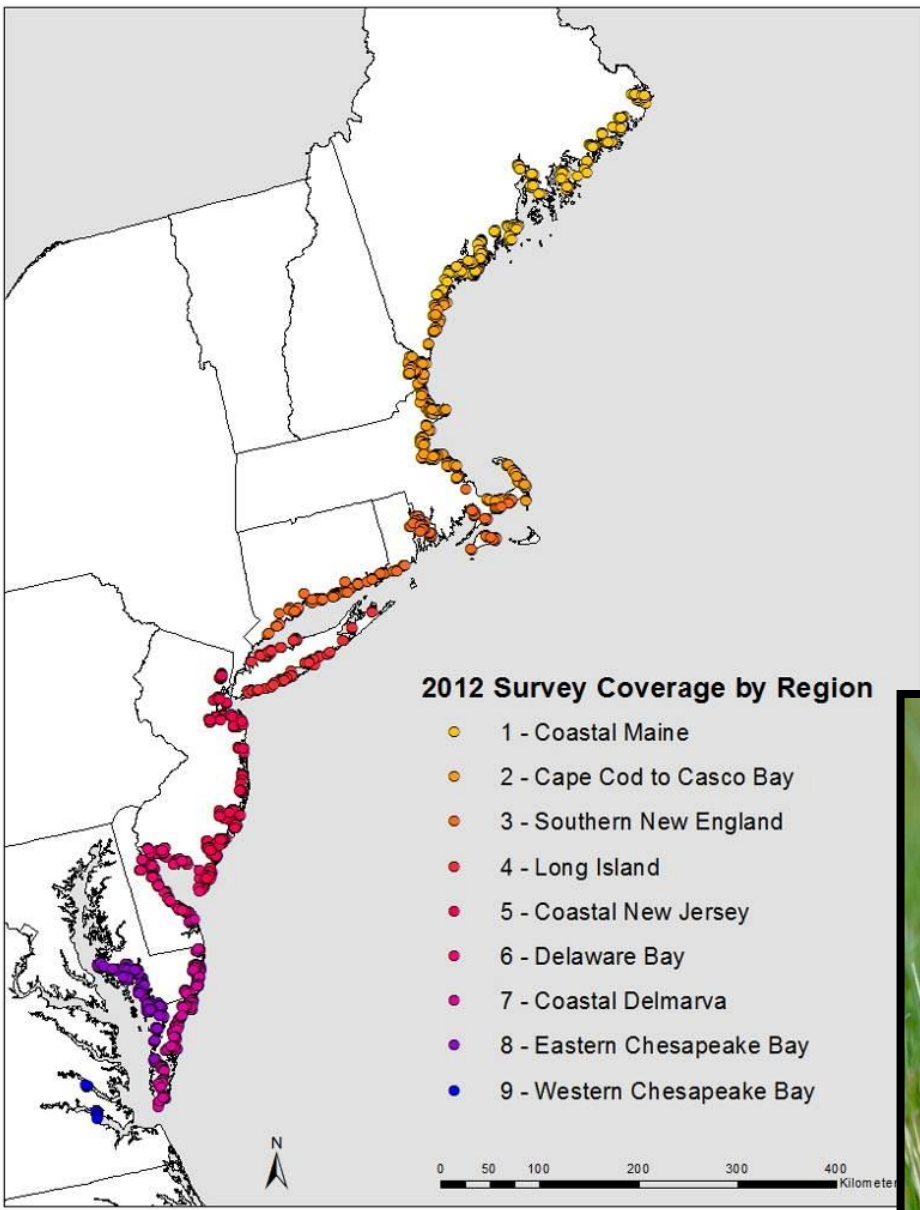 2012 Survey Coverage by Region
1 - Coastal Maine
2 - Cape Cod to Casco Bay
3 - Southern New England
4 - Long Island
5 - Coastal New Jersey
6 - Delaware Bay
7 - Coastal Delmarva
8 - Eastern Chesapeake Bay
9 - Western Chesapeake Bay
N
0 50 100 200 300 400
Kilometer